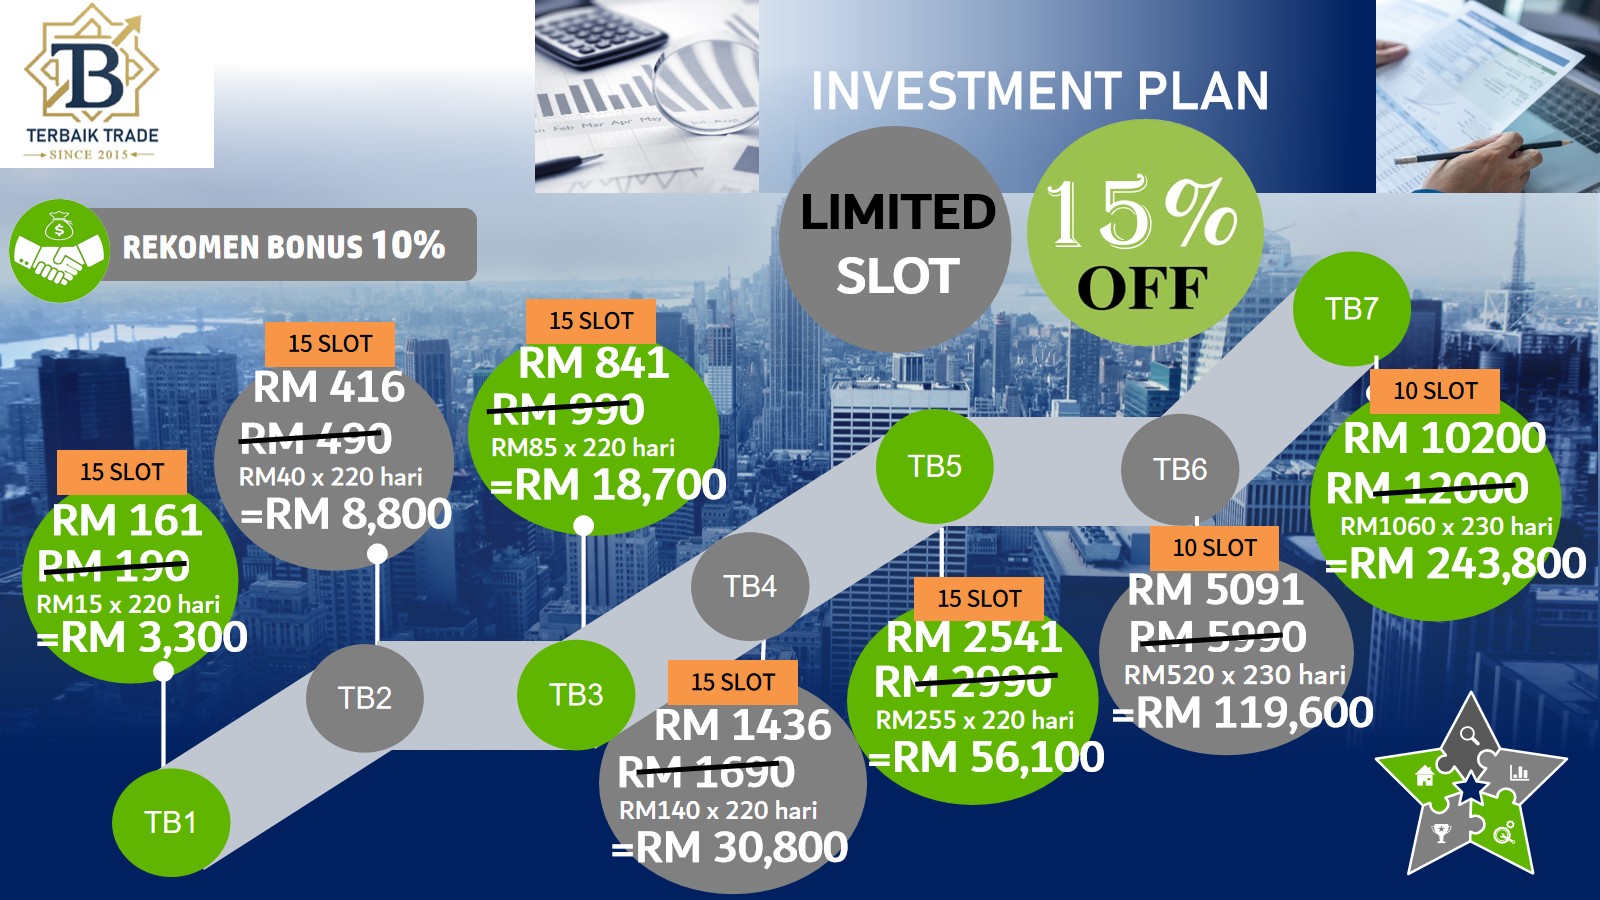 TB
TERBAIK TRADE
SINCE 2015
Feb Mar Apr May
INVESTMENT PLAN
LIMITED
SLOT
15%
OFF
REKOMEN BONUS 10%
15 SLOT
RM 161
RM 190
RM15 x 220 hari
=RM 3,300
TB1
15 SLOT
RM 416
RM 490
RM40 x 220 hari
=RM 8,800
TB2
15 SLOT
RM 841
RM 990
RM85 x 220 hari
=RM 18,700
TB3
TB4
15 SLOT
RM 1436
RM 1690
RM140 x 220 hari
=RM 30,800
TB5
15 SLOT
RM 2541
RM 2990
RM255 x 220 hari
=RM 56,100
TB6
10 SLOT
RM 5091
RM 5990
RM520 x 230 hari
=RM 119,600
TB7
10 SLOT
RM 10200
RM 12000
RM1060 x 230 hari
=RM 243,800